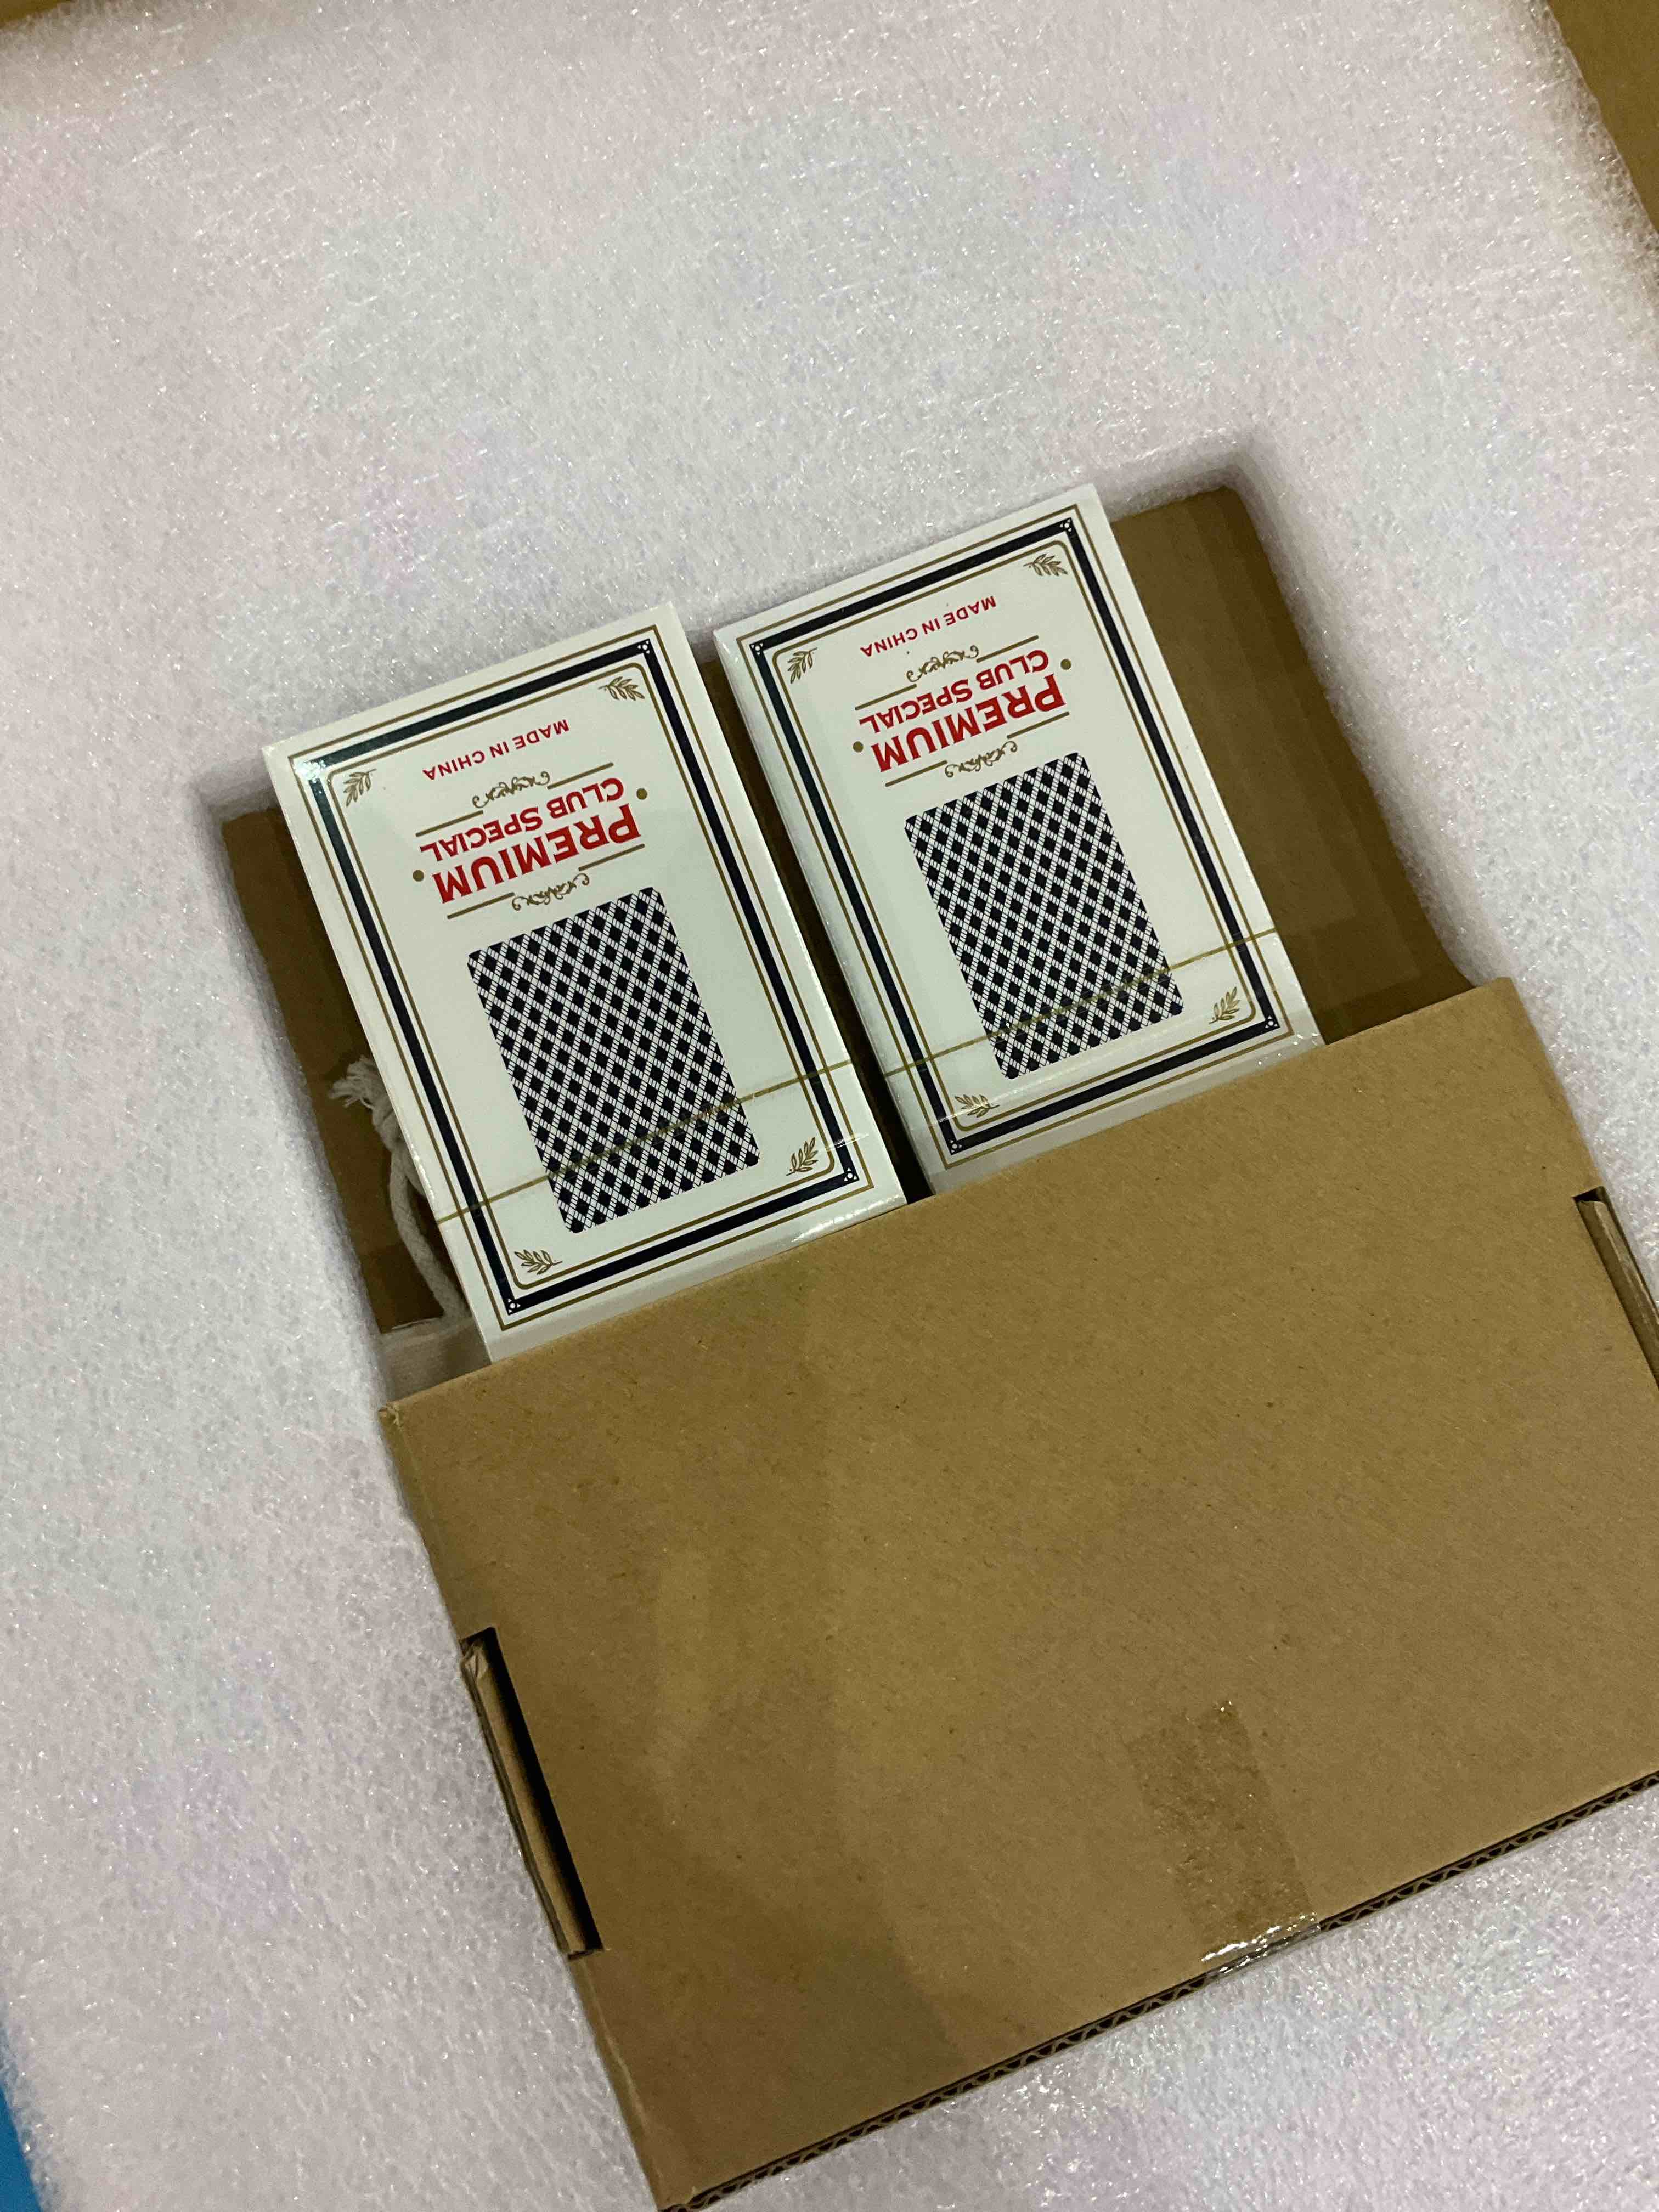 PREMIUM
CLUB SPECIAL
MADE IN CHINA
PREMIUM
CLUB SPECIAL
MADE IN CHINA